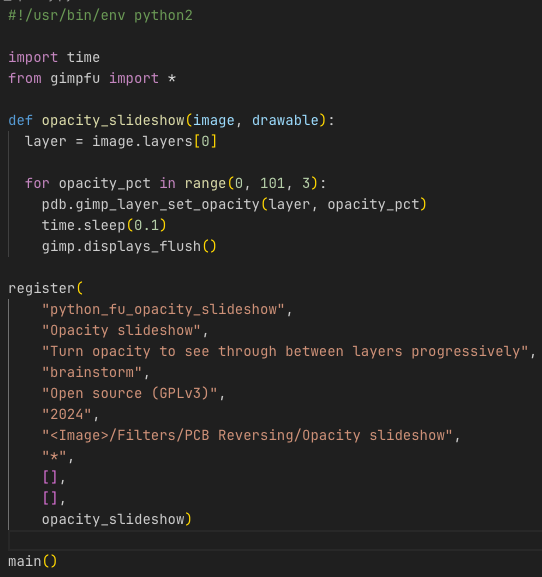 #!/usr/bin/env python2
import time
from gimpfu import *
def opacity_slideshow(image, drawable):
layer = image.layers[0]
for opacity_pct in range(0, 101, 3):
pdb.gimp_layer_set_opacity(layer, opacity_pct)
time.sleep(0.1)
gimp.displays_flush()
register(
"python_fu_opacity_slideshow",
"Opacity slideshow",
"Turn opacity to see through between layers progressively",
"brainstorm",
"Open source (GPLv3)",
"2024",
"<Image>/Filters/PCB Reversing/Opacity slideshow",
"*",
[],
[],
opacity_slideshow)
main()